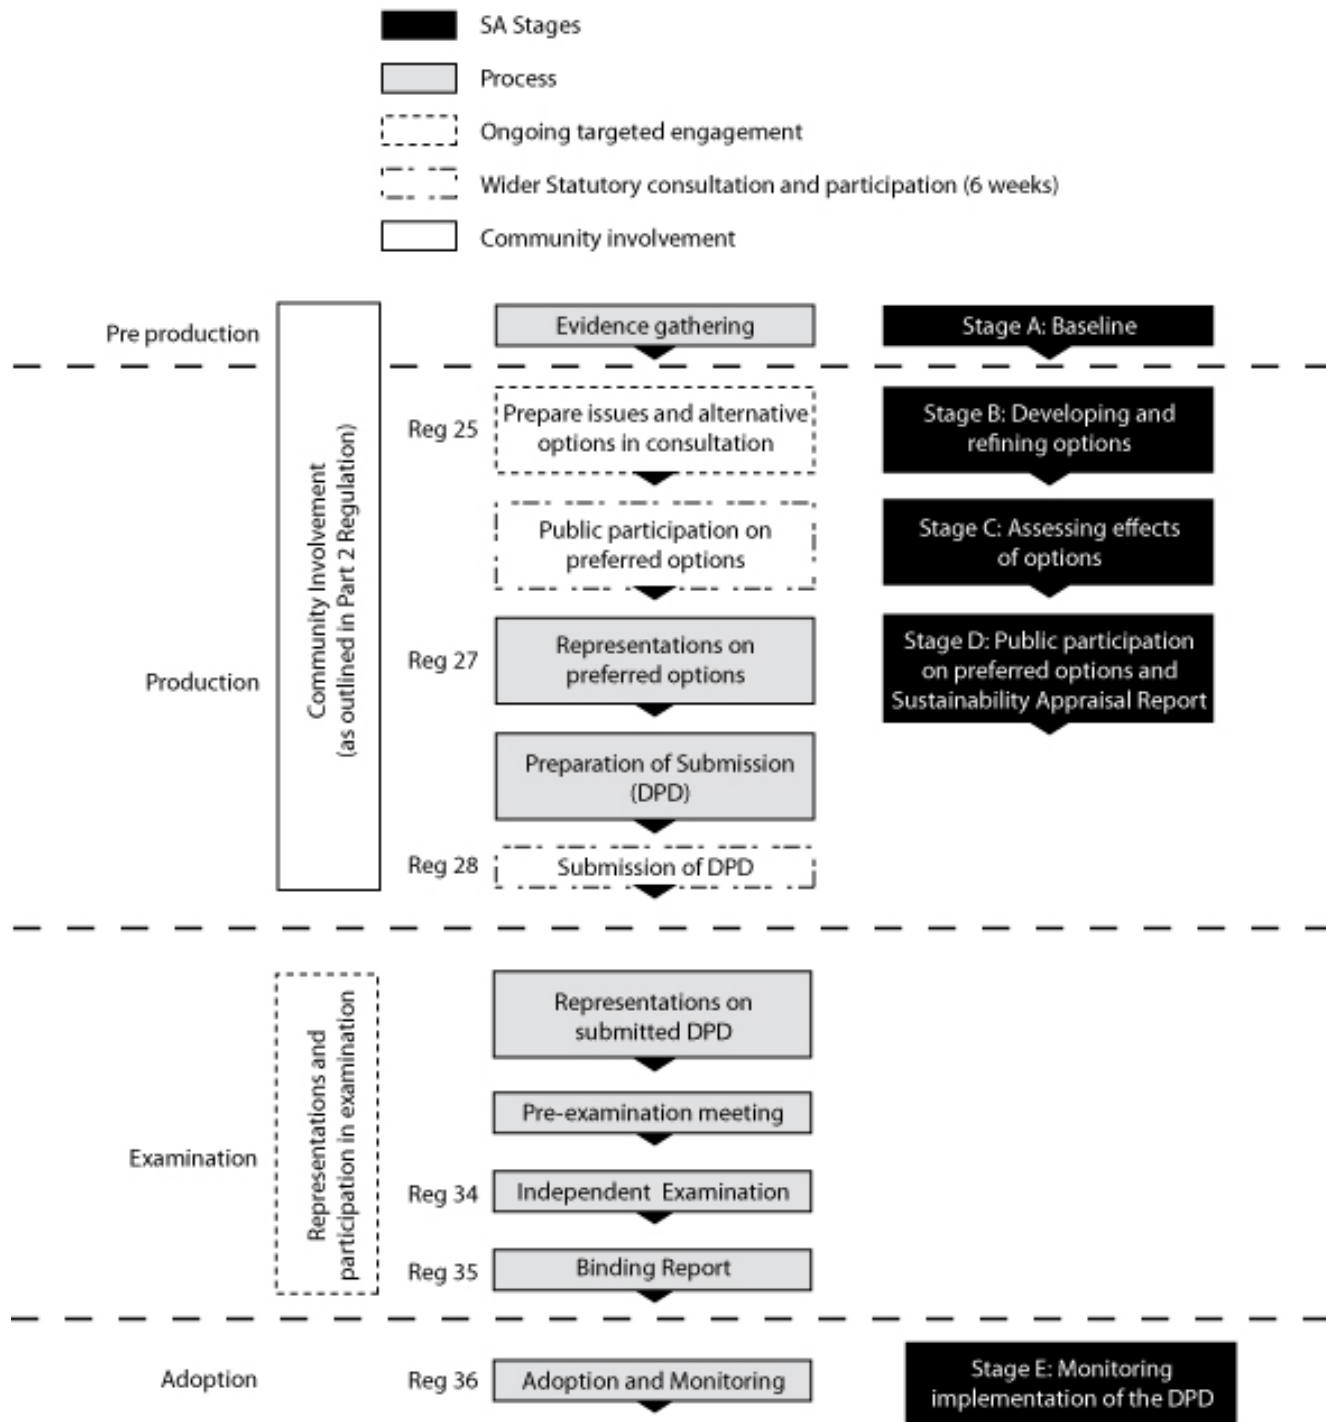 SA Stages
Process
Ongoing targeted engagement
Wider Statutory consultation and participation (6 weeks)
Community involvement
Pre production
Evidence gathering
Stage A: Baseline
Community Involvement
(as outlined in Part 2 Regulation)
Production
Reg 25
Prepare issues and alternative
options in consultation
Stage B: Developing and
refining options
Public participation on
preferred options
Stage C: Assessing effects
of options
Reg 27
Representations on
preferred options
Stage D: Public participation
on preferred options and
Sustainability Appraisal Report
Preparation of Submission
(DPD)
Reg 28
Submission of DPD
Examination
Representations and
participation in examination
Representations on
submitted DPD
Pre-examination meeting
Reg 34
Independent Examination
Reg 35
Binding Report
Adoption
Reg 36
Adoption and Monitoring
Stage E: Monitoring
implementation of the DPD